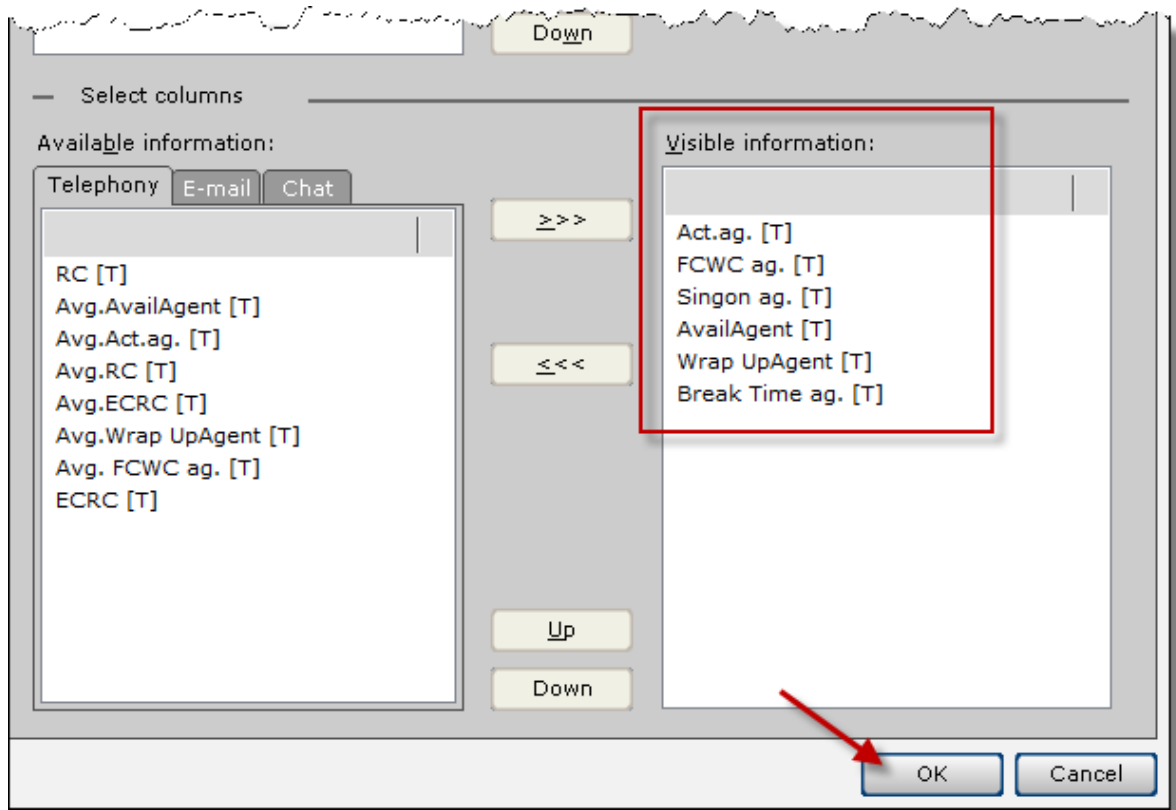 Down
Select columns
Available information:
Visible information:
Telephony E-mail Chat
>>>
<<<
RC [T]
Avg.AvailAgent [T]
Avg.Act.ag. [T]
Avg.RC [T]
Avg.ECRC [T]
Avg.Wrap UpAgent [T]
Avg. FCWC ag. [T]
ECRC [T]
Act.ag. [T]
FCWC ag. [T]
Singon ag. [T]
AvailAgent [T]
Wrap UpAgent [T]
Break Time ag. [T]
Up
Down
OK Cancel